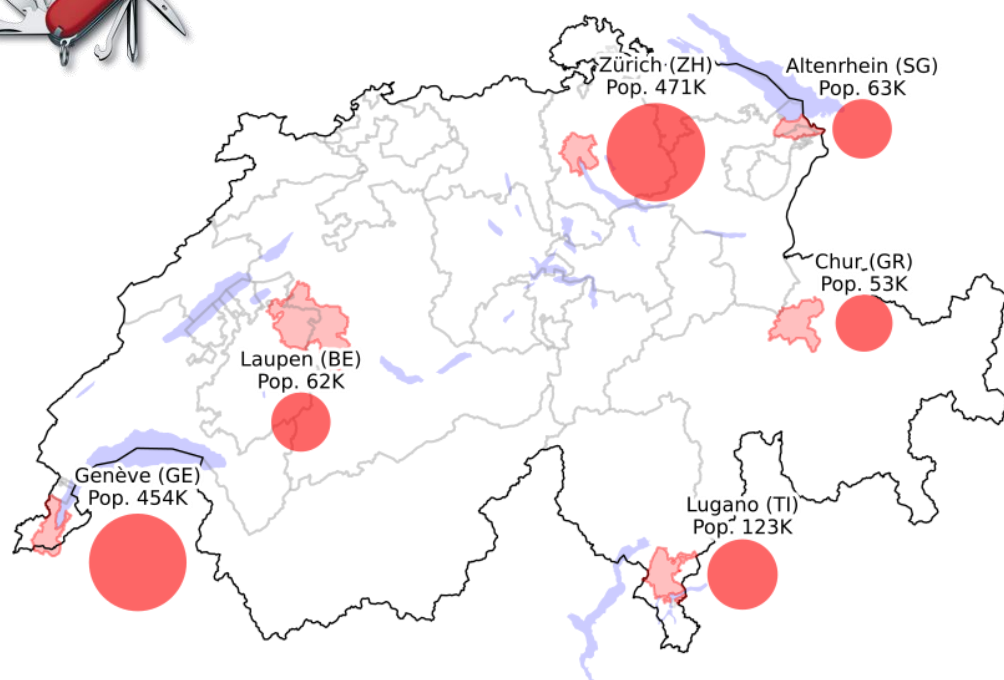 Zürich (ZH)
Pop. 471K
Altenrhein (SG)
Pop. 63K
Chur (GR)
Pop. 53K
Laupen (BE)
Pop. 62K
Genève (GE)
Pop. 454K
Lugano (TI)
Pop. 123K